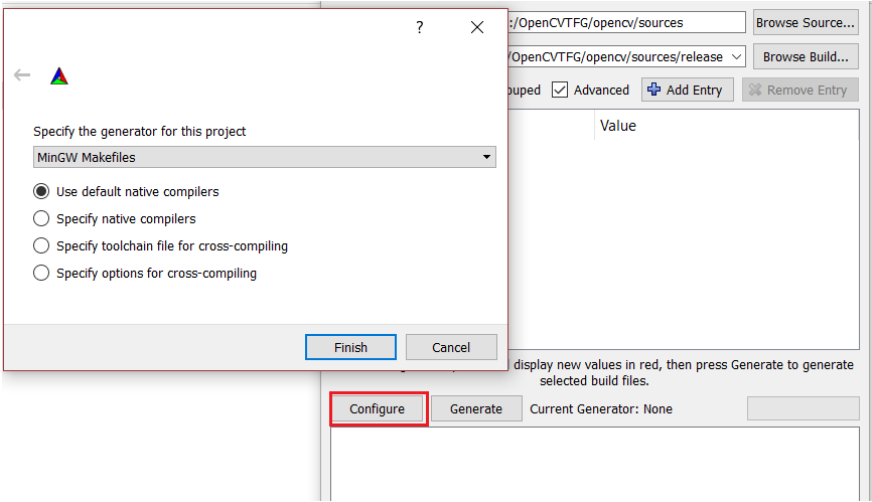 ?
:/OpenCVTFG/opencv/sources
Browse Source...
/OpenCVTFG/opencv/sources/release
Browse Build...
Advanced
Add Entry
Remove Entry
Value
Specify the generator for this project
MinGW Makefiles
Use default native compilers
Specify native compilers
Specify toolchain file for cross-compiling
Specify options for cross-compiling
Finish
Cancel
display new values in red, then press Generate to generate
selected build files.
Configure
Generate
Current Generator: None